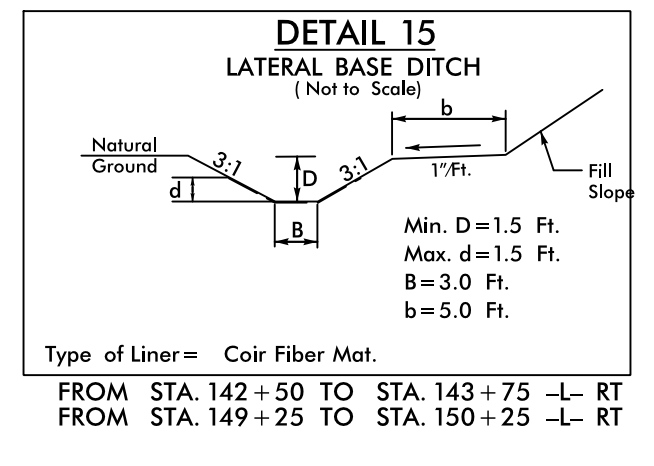 DETAIL 15
LATERAL BASE DITCH
( Not to Scale)
b
Natural
Ground
3:1
D
3:1
1"/Ft.
Fill
Slope
d
B
Min. D=1.5 Ft.
Max. d=1.5 Ft.
B=3.0 Ft.
b=5.0 Ft.
Type of Liner= Coir Fiber Mat.
FROM STA. 142+50 TO STA. 143+75 -L- RT
FROM STA. 149+25 TO STA. 150+25 -L- RT